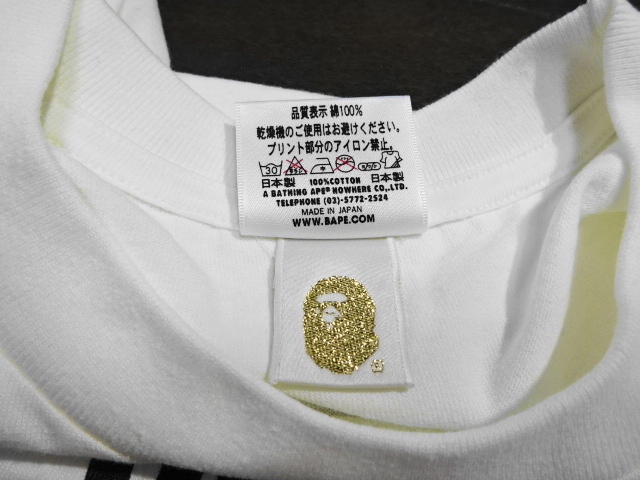 品質表示 綿100%
乾燥機のご使用はお避けください。
プリント部分のアイロン禁止。
30
日本製 100%COTTON 日本製
A BATHING APE® NOWHERE CO.,LTD.
TELEPHONE (03)-5772-2524
MADE IN JAPAN
WWW.BAPE.COM